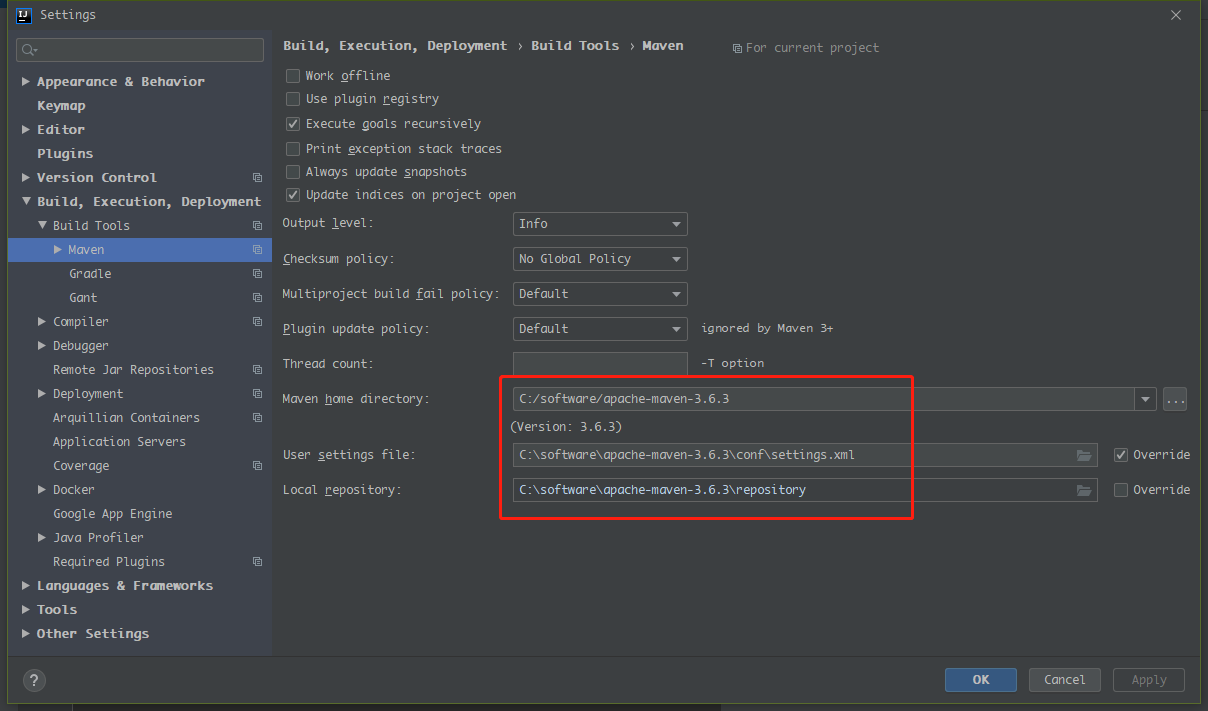 Settings
Build, Execution, Deployment › Build Tools › Maven
For current project
Appearance & Behavior
Keymap
Editor
Plugins
Version Control
Build, Execution, Deployment
Build Tools
Maven
Gradle
Gant
Compiler
Debugger
Remote Jar Repositories
Deployment
Arquillian Containers
Application Servers
Coverage
Docker
Google App Engine
Java Profiler
Required Plugins
Languages & Frameworks
Tools
Other Settings
Work offline
Use plugin registry
Execute goals recursively
Print exception stack traces
Always update snapshots
Update indices on project open
Output level: Info
Checksum policy: No Global Policy
Multiproject build fail policy: Default
Plugin update policy: Default ignored by Maven 3+
Thread count: -T option
Maven home directory: C:/software/apache-maven-3.6.3 ...
(Version: 3.6.3)
User settings file: C:\software\apache-maven-3.6.3\conf\settings.xml Override
Local repository: C:\software\apache-maven-3.6.3\repository Override
? OK Cancel Apply